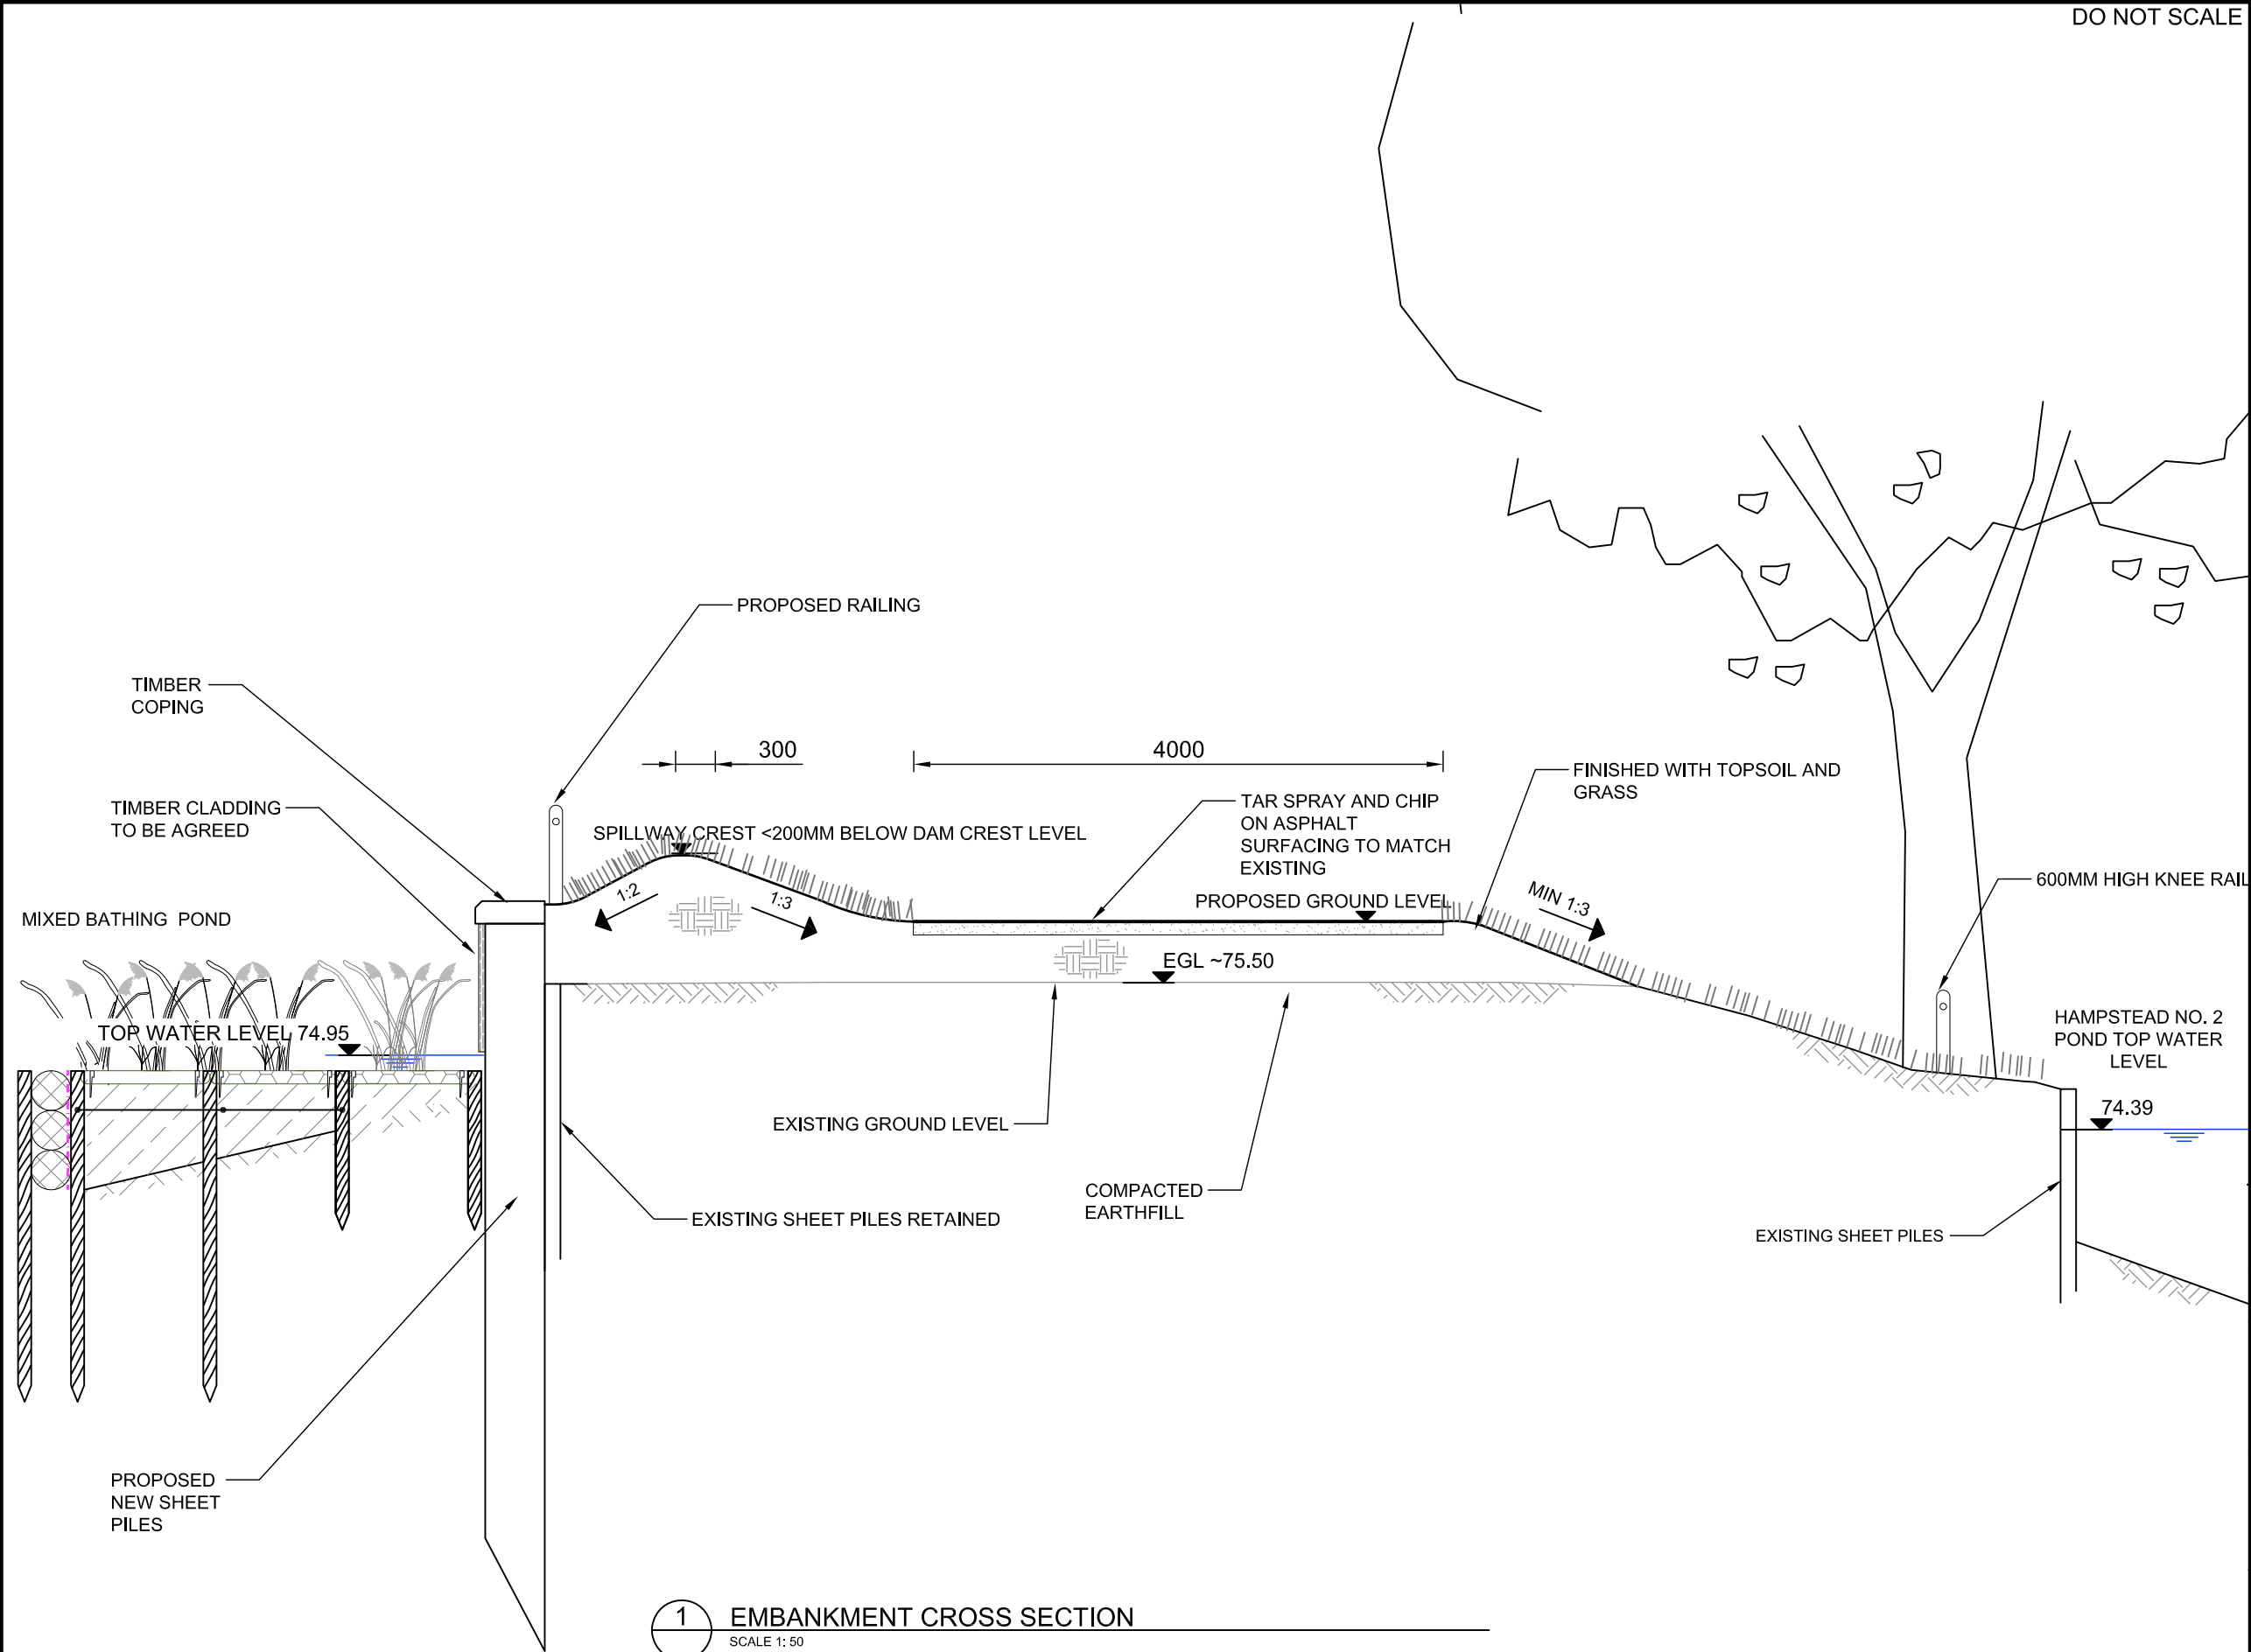 DO NOT SCALE
PROPOSED RAILING
TIMBER
COPING
300
4000
FINISHED WITH TOPSOIL AND
GRASS
TIMBER CLADDING
TO BE AGREED
TAR SPRAY AND CHIP
ON ASPHALT
SURFACING TO MATCH
EXISTING
SPILLWAY CREST <200MM BELOW DAM CREST LEVEL
1:2
1:3
PROPOSED GROUND LEVEL
MIN 1:3
600MM HIGH KNEE RAIL
MIXED BATHING POND
EGL ~75.50
TOP WATER LEVEL 74.95
HAMPSTEAD NO. 2
POND TOP WATER
LEVEL
74.39
EXISTING GROUND LEVEL
COMPACTED
EARTHFILL
EXISTING SHEET PILES RETAINED
EXISTING SHEET PILES
PROPOSED
NEW SHEET
PILES
1
EMBANKMENT CROSS SECTION
SCALE 1: 50